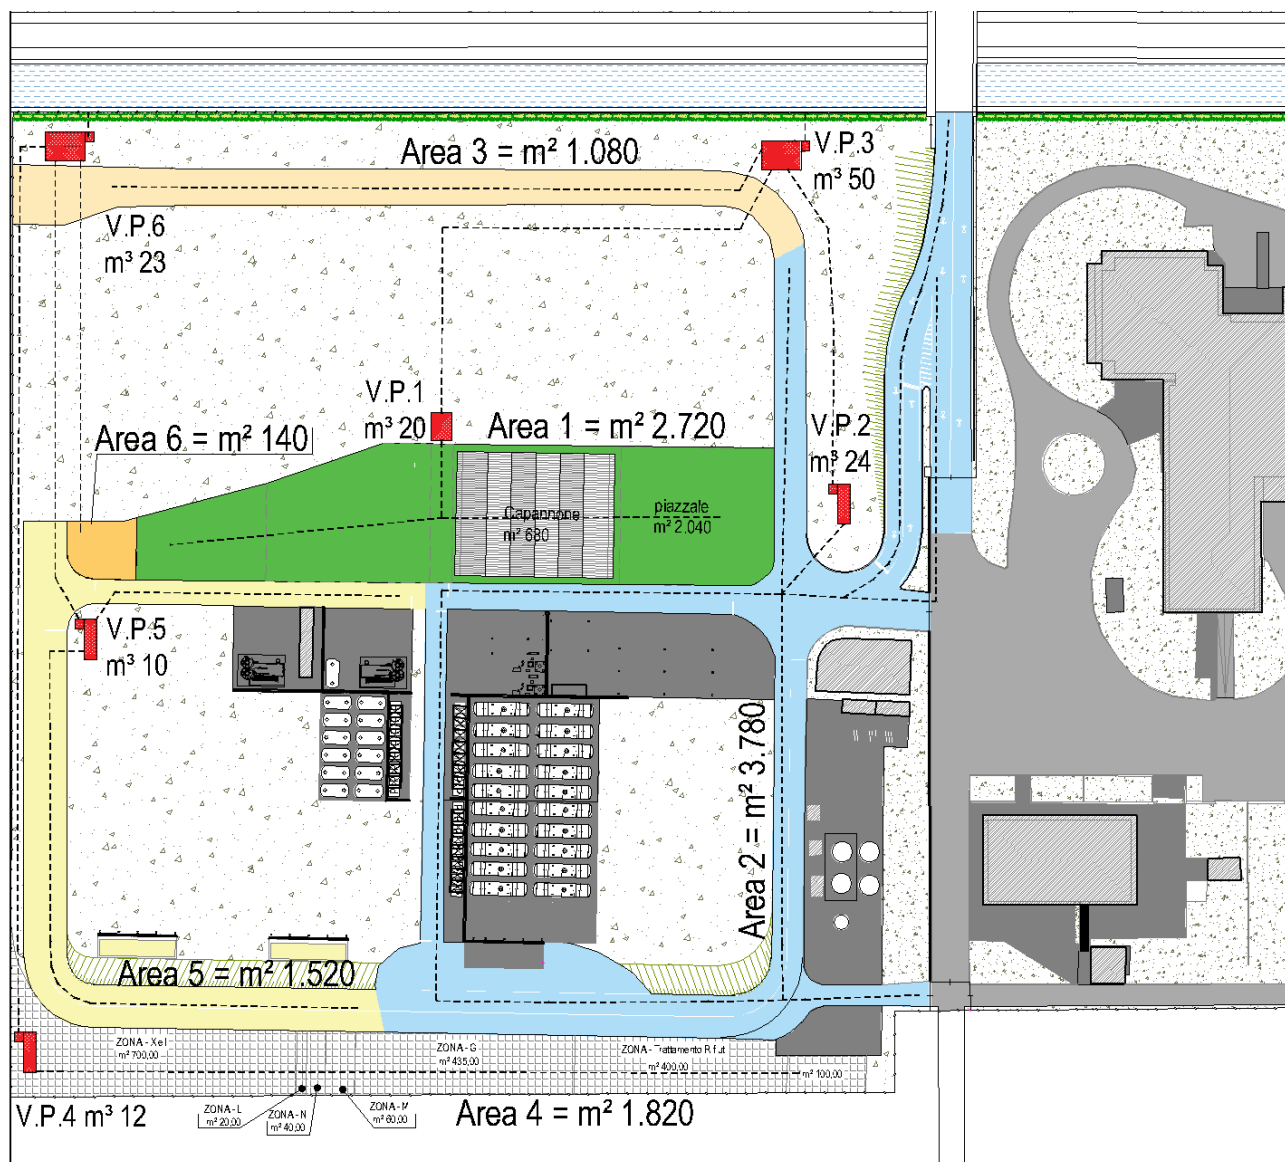 Area 3 = m² 1.080
V.P.3
m³ 50
V.P.6
m³ 23
V.P.1
m³ 20
Area 1 = m² 2.720
V.P.2
m³ 24
Area 6 = m² 140
Capannone
m² 680
piazzale
m² 2.040
V.P.5
m³ 10
Area 2 = m² 3.780
Area 5 = m² 1.520
ZONA - Xel
m² 700,00
ZONA - S
m² 435,00
ZONA - Trattamento
m² 400,00
m² 100,00
ZONA - L
m² 20,00
ZONA - N
m² 40,00
m² 60,00
V.P.4 m³ 12
Area 4 = m² 1.820